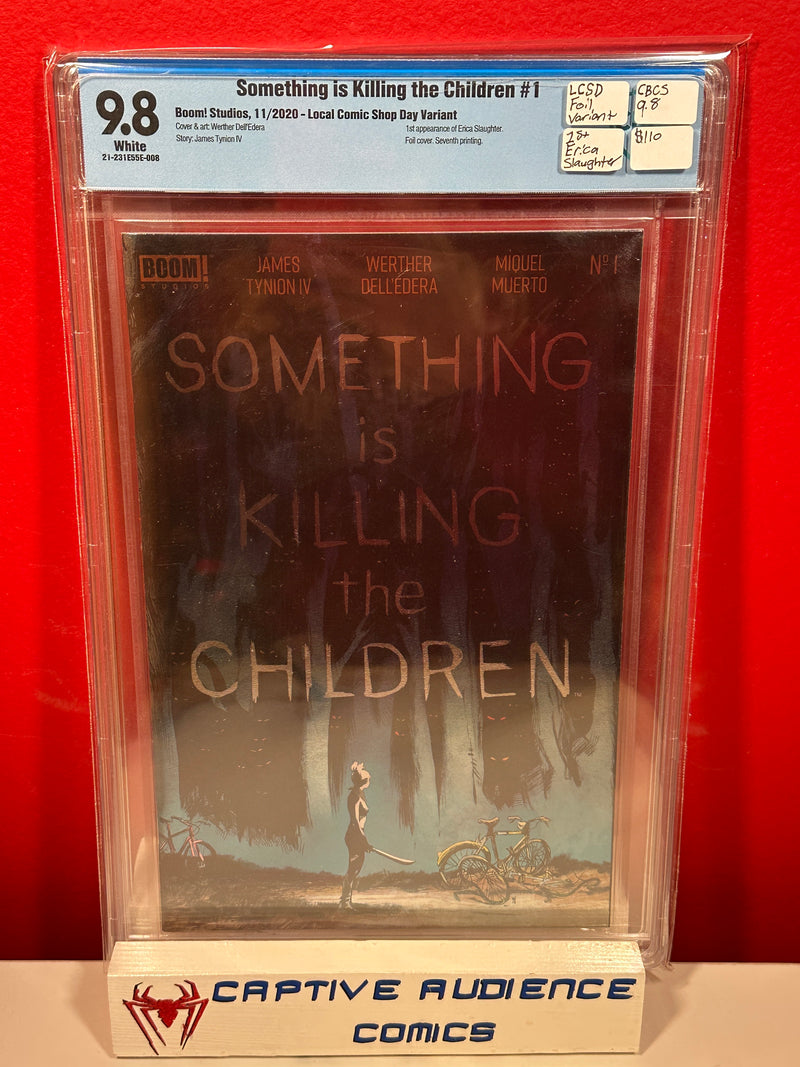 Something is Killing the Children #1
9.8
White
21-231E55E-008
Boom! Studios, 11/2020 - Local Comic Shop Day Variant
Cover & art: Werther Dell'Edera
Story: James Tynion IV
1st appearance of Erica Slaughter.
Foil cover. Seventh printing.
LCSD
Foil
Variant
CBCS
9.8
1st
Erica
Slaughter
$110
BOOM!
STUDIOS
JAMES
TYNION IV
WERTHER
DELL'EDERA
MIQUEL
MUERTO
Nº 1
SOMETHING
is
KILLING
the
CHILDREN
TM
CAPTIVE AUDIENCE
COMICS